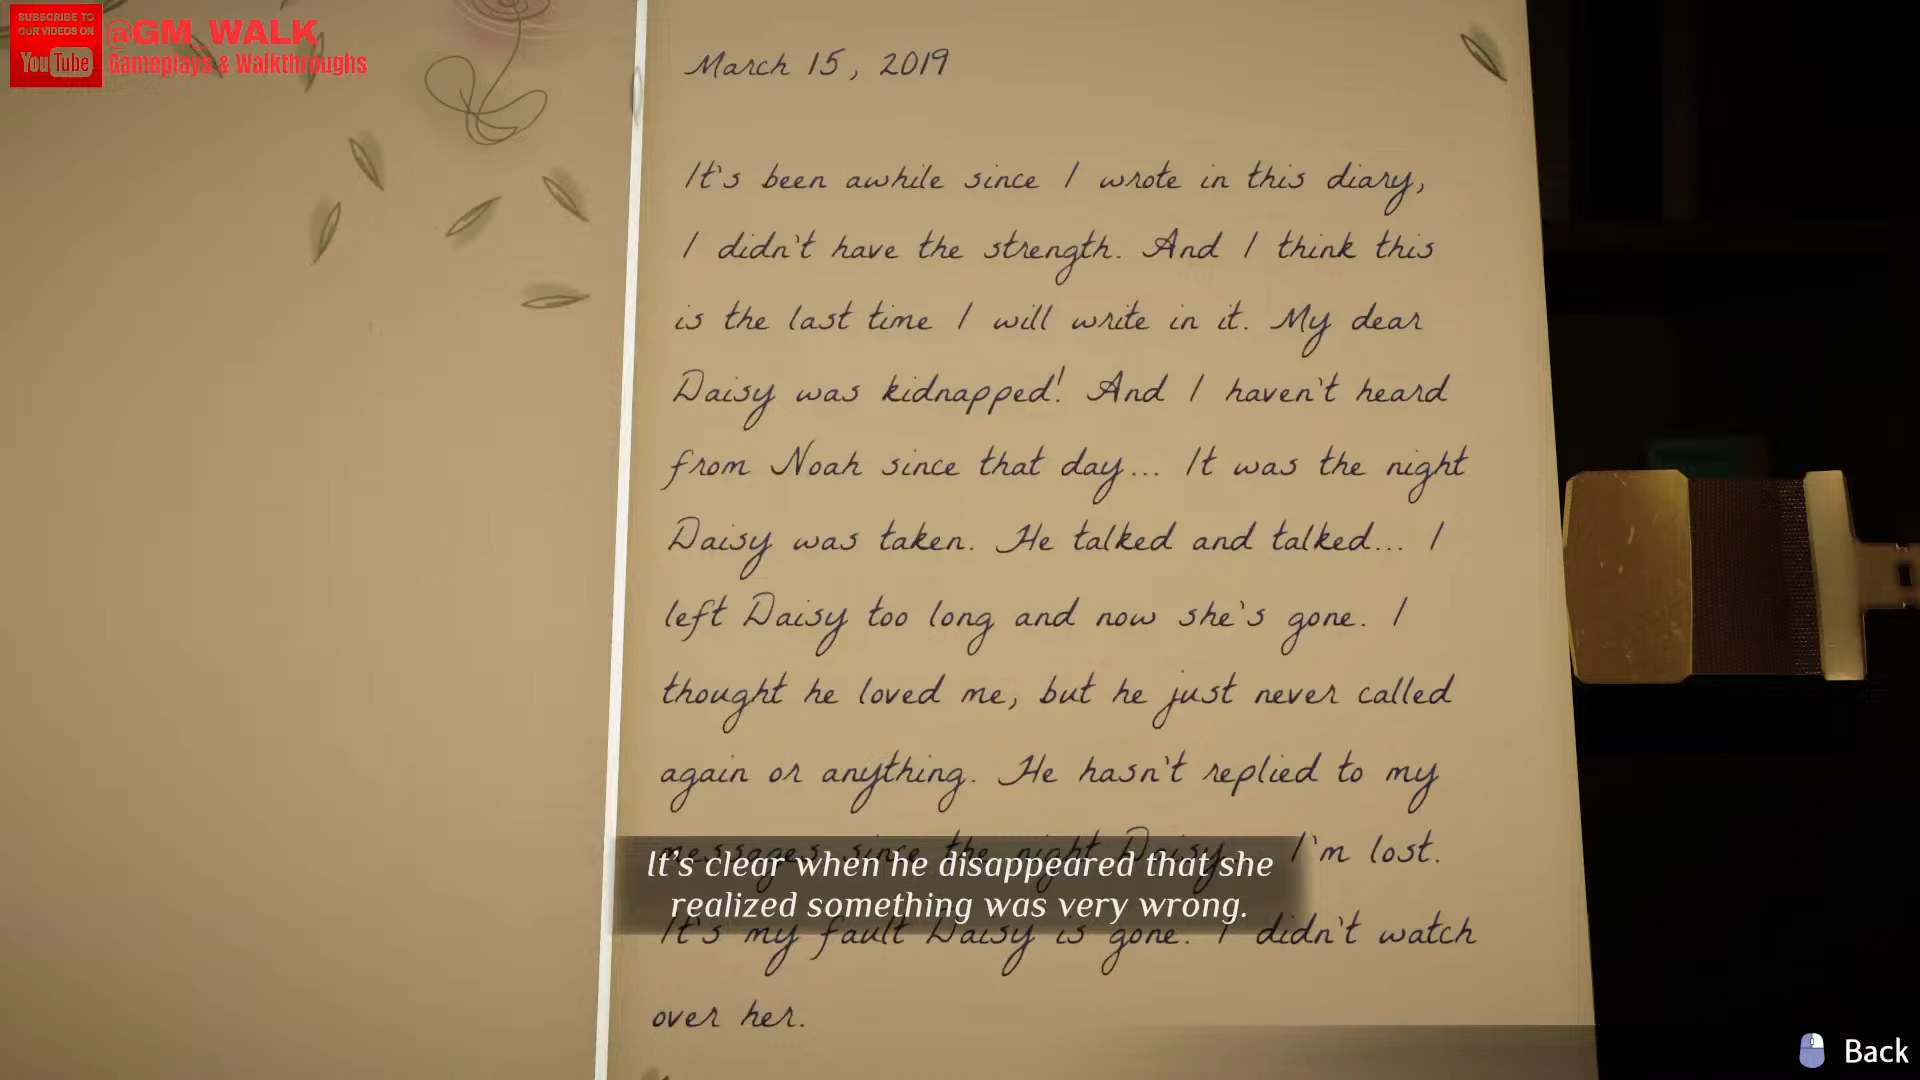 SUBSCRIBE TO
OUR VIDEOS ON
YouTube
@GM_WALK
Gameplays & Walkthroughs
March 15, 2019
It's been awhile since I wrote in this diary,
I didn't have the strength. And I think this
is the last time I will write in it. My dear
Daisy was kidnapped! And I haven't heard
from Noah since that day... It was the night
Daisy was taken. He talked and talked... I
left Daisy too long and now she's gone. I
thought he loved me, but he just never called
again or anything. He hasn't replied to my
messages since the night Daisy... I'm lost.
It's clear when he disappeared that she
realized something was very wrong.
It's my fault Daisy is gone. I didn't watch
over her.
Back